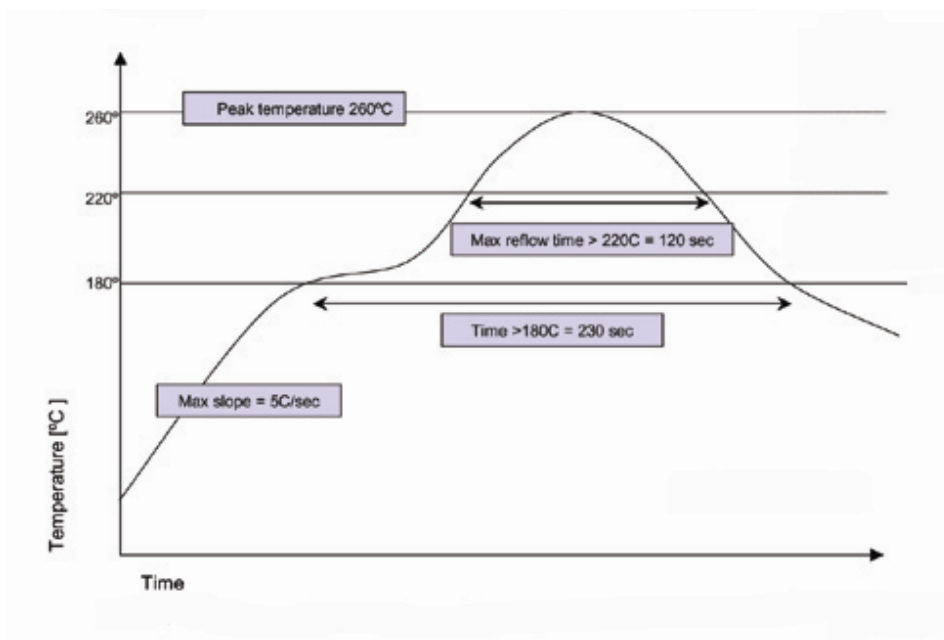 Peak temperature 260ºC
260º
220º
Max reflow time > 220C = 120 sec
180º
Time >180C = 230 sec
Max slope = 5C/sec
Temperature [ºC ]
Time